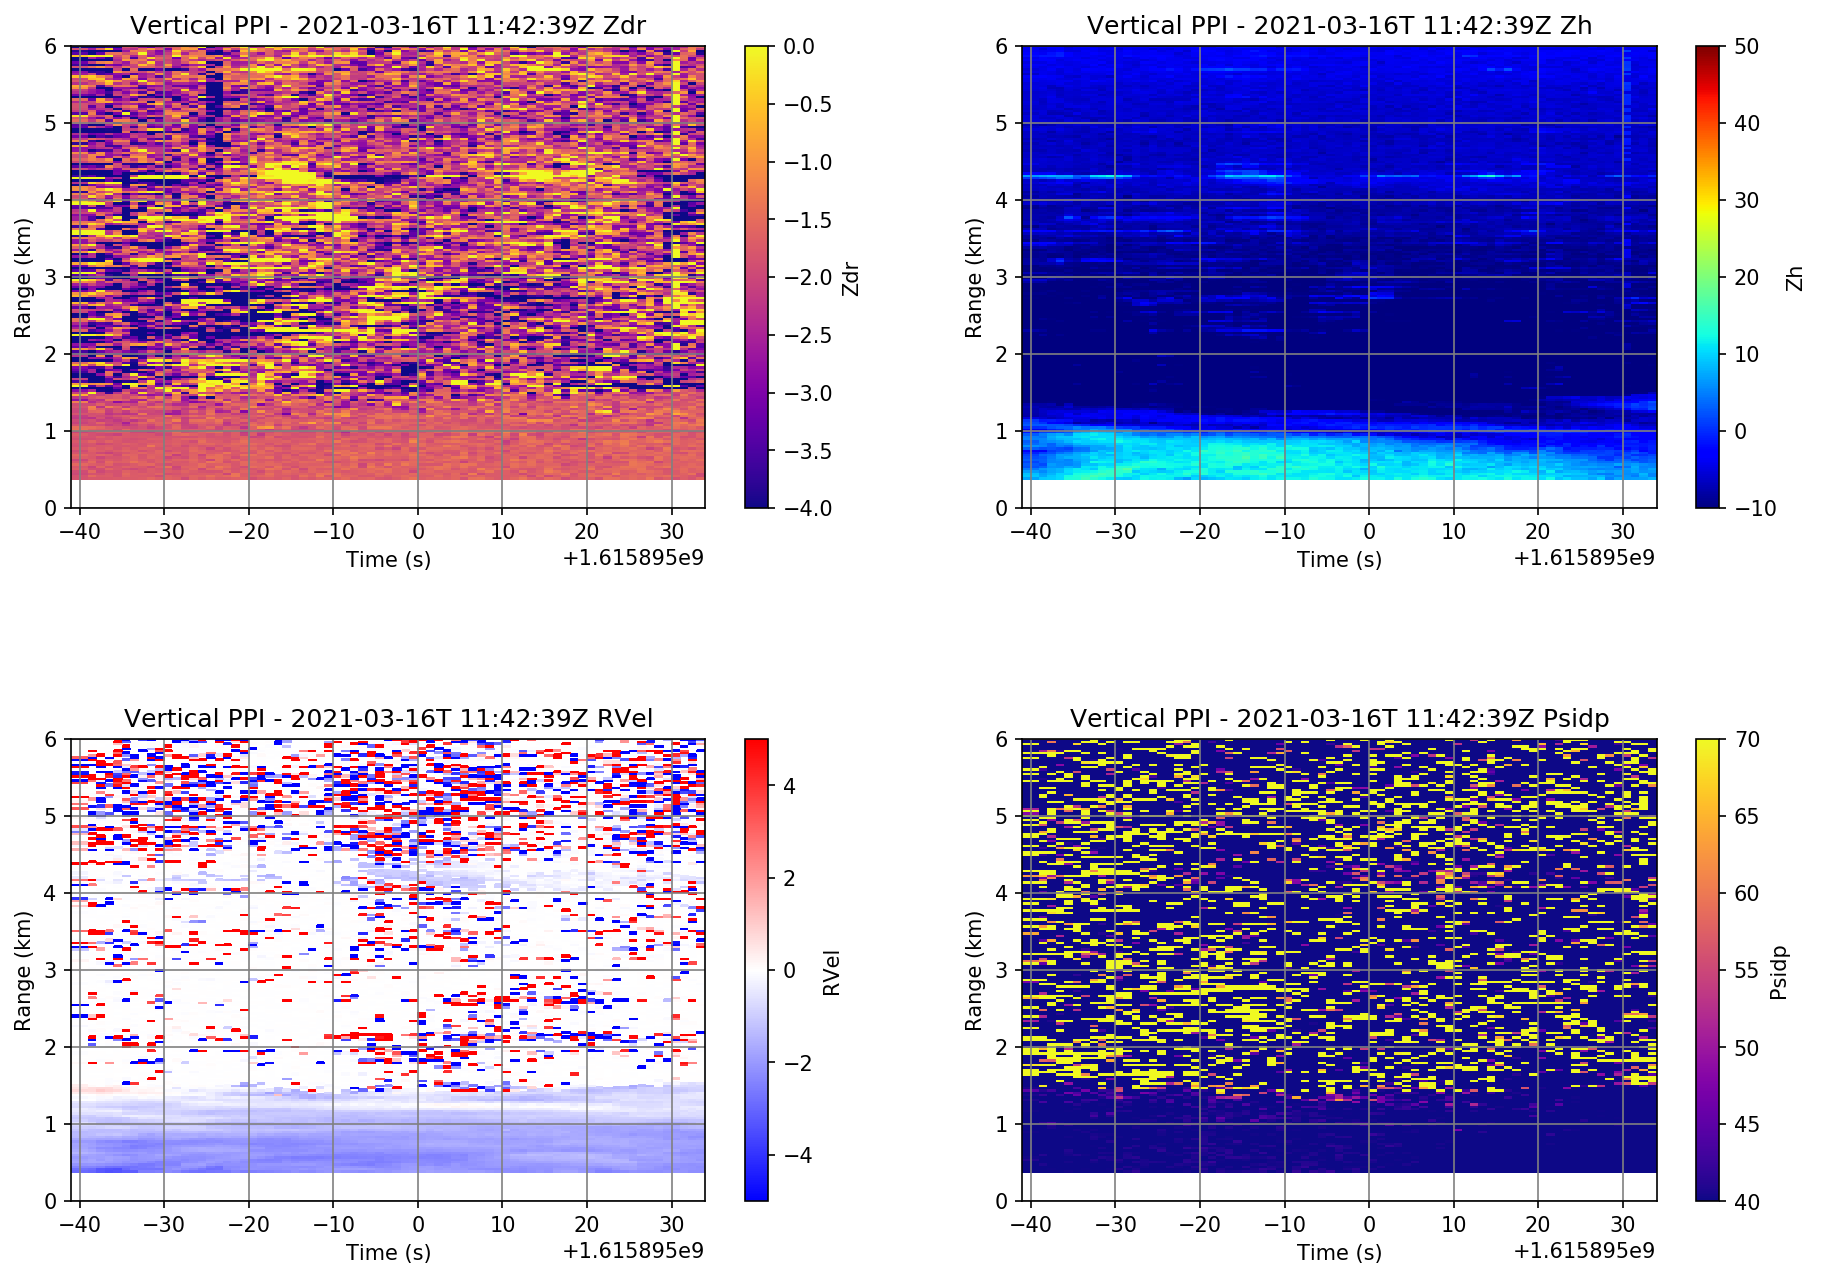 Vertical PPI - 2021-03-16T 11:42:39Z Zdr
6
5
4
3
2
1
0
Range (km)
−40 −30 −20 −10 0 10 20 30
Time (s)
+1.615895e9
0.0
−0.5
−1.0
−1.5
−2.0
−2.5
−3.0
−3.5
−4.0
Zdr
Vertical PPI - 2021-03-16T 11:42:39Z Zh
6
5
4
3
2
1
0
Range (km)
−40 −30 −20 −10 0 10 20 30
Time (s)
+1.615895e9
50
40
30
20
10
0
−10
Zh
Vertical PPI - 2021-03-16T 11:42:39Z RVel
6
5
4
3
2
1
0
Range (km)
−40 −30 −20 −10 0 10 20 30
Time (s)
+1.615895e9
4
2
0
−2
−4
RVel
Vertical PPI - 2021-03-16T 11:42:39Z Psidp
6
5
4
3
2
1
0
Range (km)
−40 −30 −20 −10 0 10 20 30
Time (s)
+1.615895e9
70
65
60
55
50
45
40
Psidp